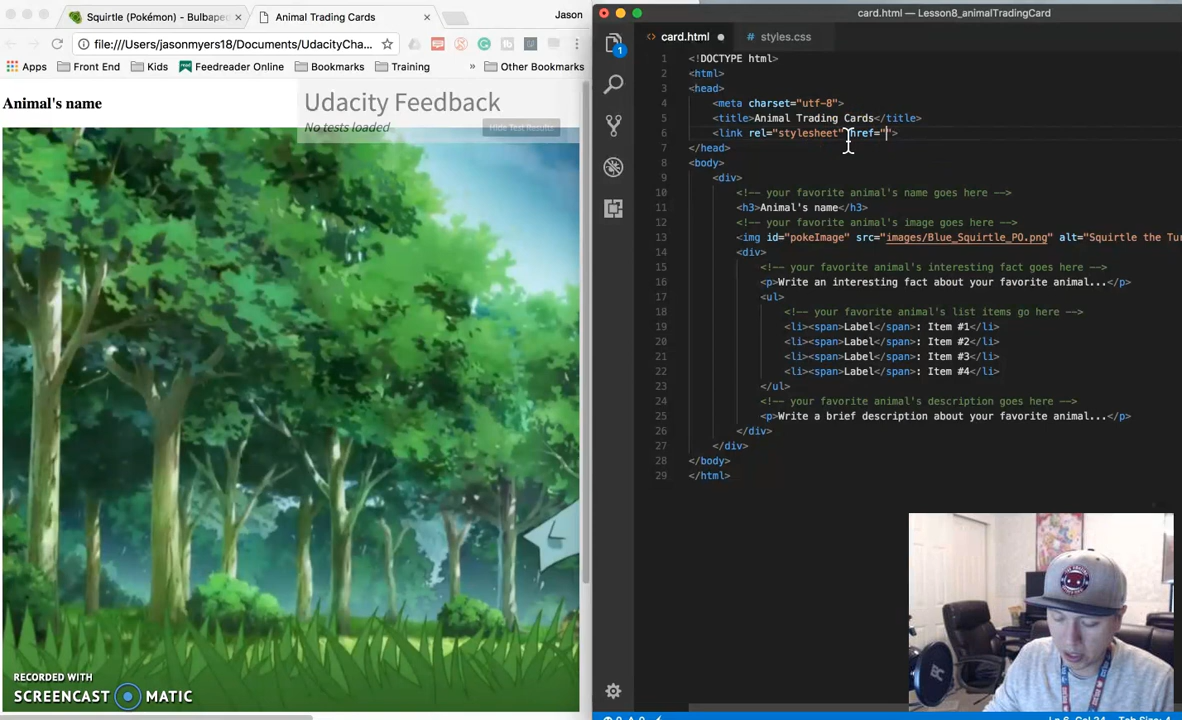 Squirtle (Pokémon) - Bulbape
Animal Trading Cards
Jason
file:///Users/jasonmyers18/Documents/UdacityCha...
Apps
Front End
Kids
Feedreader Online
Bookmarks
Training
»
Other Bookmarks
Animal's name
Udacity Feedback
No tests loaded
Hide Test Results
RECORDED WITH
SCREENCAST MATIC
card.html — Lesson8_animalTradingCard
card.html
styles.css
1
1 <!DOCTYPE html>
2 <html>
3 <head>
4 <meta charset="utf-8">
5 <title>Animal Trading Cards</title>
6 <link rel="stylesheet" href="">
7 </head>
8 <body>
9 <div>
10 <!-- your favorite animal's name goes here -->
11 <h3>Animal's name</h3>
12 <!-- your favorite animal's image goes here -->
13 <img id="pokeImage" src="images/Blue_Squirtle_PO.png" alt="Squirtle the Tur
14 <div>
15 <!-- your favorite animal's interesting fact goes here -->
16 <p>Write an interesting fact about your favorite animal...</p>
17 <ul>
18 <!-- your favorite animal's list items go here -->
19 <li><span>Label</span>: Item #1</li>
20 <li><span>Label</span>: Item #2</li>
21 <li><span>Label</span>: Item #3</li>
22 <li><span>Label</span>: Item #4</li>
23 </ul>
24 <!-- your favorite animal's description goes here -->
25 <p>Write a brief description about your favorite animal...</p>
26 </div>
27 </div>
28 </body>
29 </html>